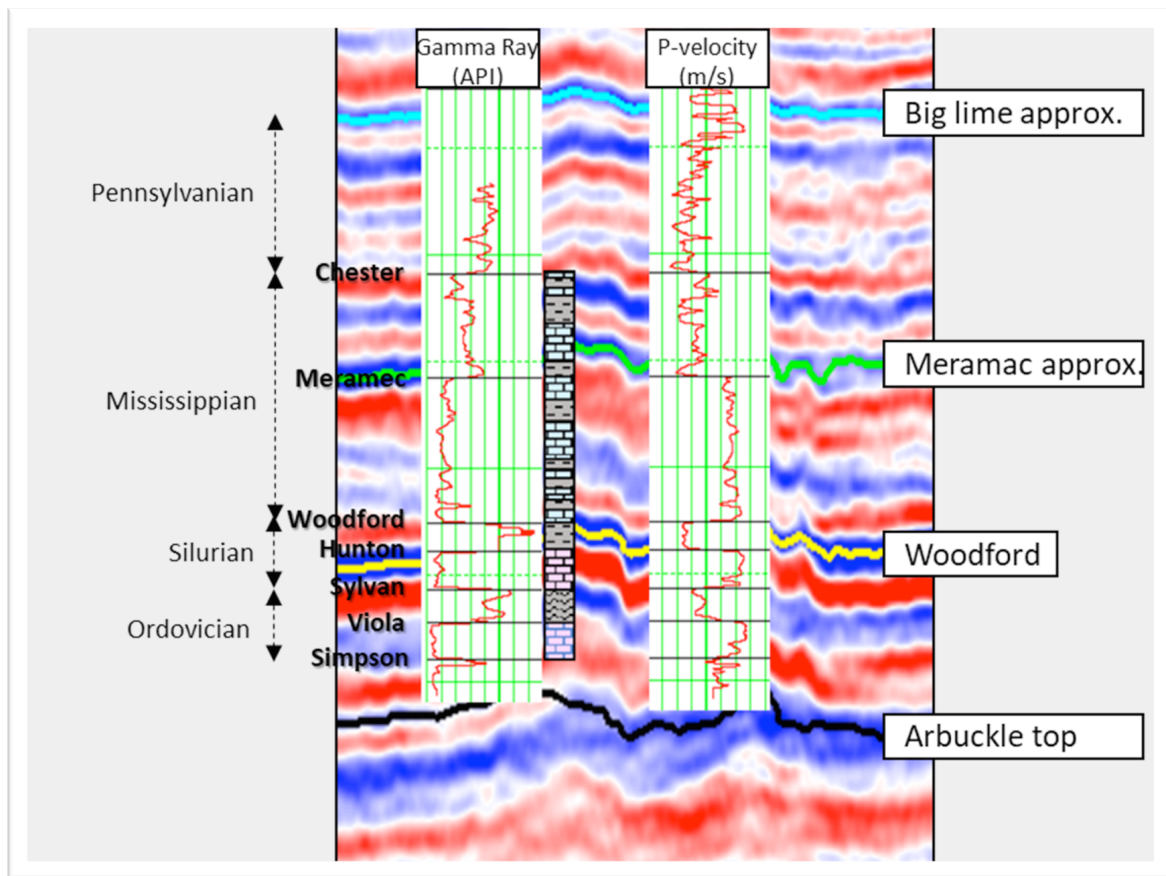 Gamma Ray
(API)
P-velocity
(m/s)
Big lime approx.
Pennsylvanian
Chester
Meramac approx.
Meramec
Mississippian
Woodford
Silurian
Hunton
Woodford
Sylvan
Ordovician
Viola
Simpson
Arbuckle top